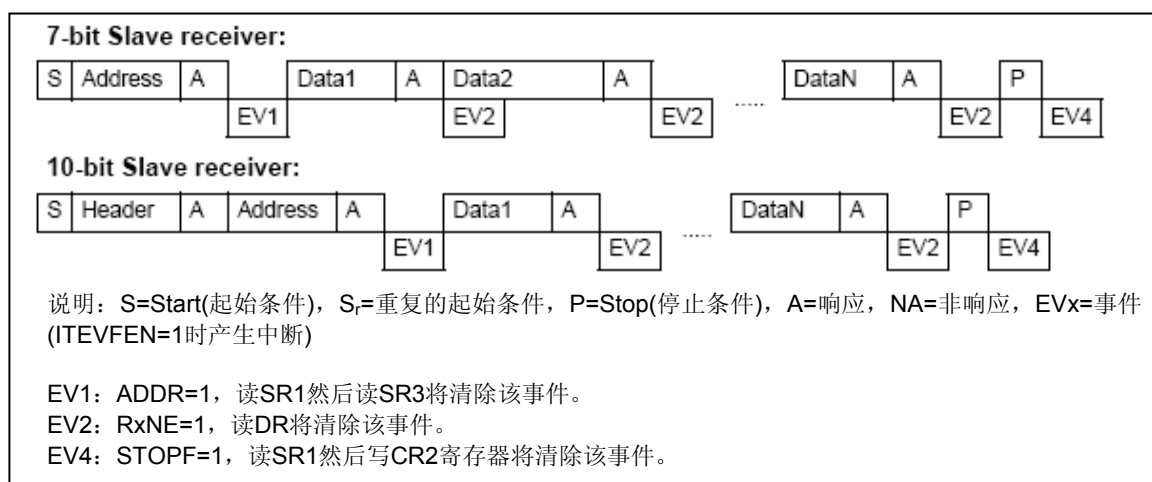 7-bit Slave receiver:
S Address A Data1 A Data2 A ..... DataN A P
EV1 EV2 EV2 EV2 EV4
10-bit Slave receiver:
S Header A Address A Data1 A ..... DataN A P
EV1 EV2 EV2 EV4
说明：S=Start(起始条件)，Sr=重复的起始条件，P=Stop(停止条件)，A=响应，NA=非响应，EVx=事件
(ITEVFEN=1时产生中断)
EV1：ADDR=1，读SR1然后读SR3将清除该事件。
EV2：RxNE=1，读DR将清除该事件。
EV4：STOPF=1，读SR1然后写CR2寄存器将清除该事件。